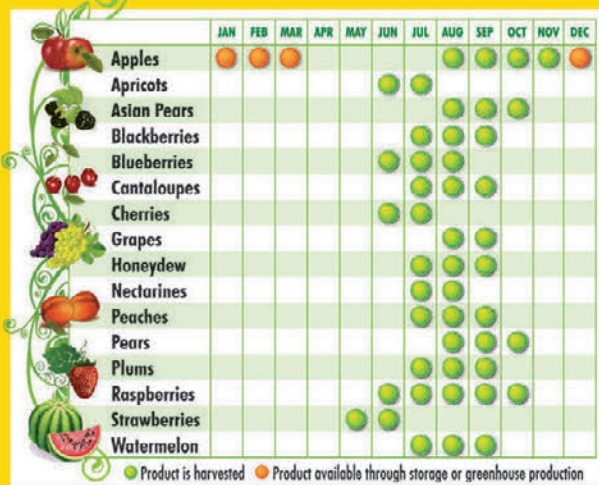 JAN FEB MAR APR MAY JUN JUL AUG SEP OCT NOV DEC
Apples
Apricots
Asian Pears
Blackberries
Blueberries
Cantaloupes
Cherries
Grapes
Honeydew
Nectarines
Peaches
Pears
Plums
Raspberries
Strawberries
Watermelon
Product is harvested Product available through storage or greenhouse production